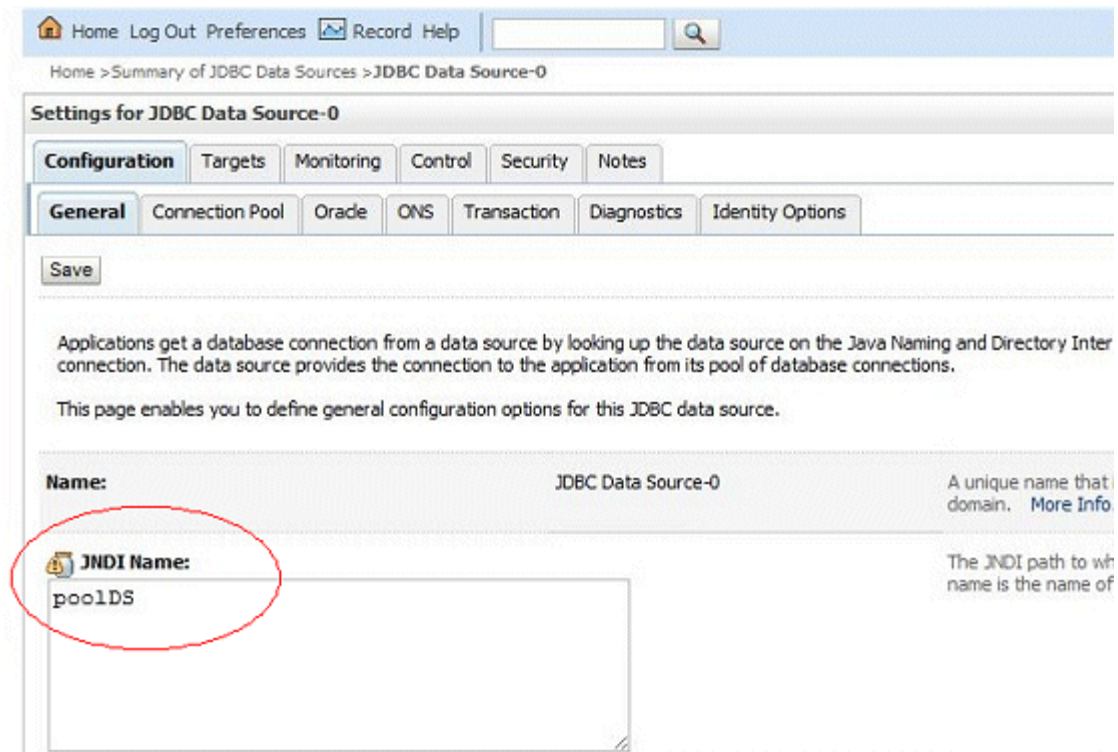 Home Log Out Preferences Record Help
Home >Summary of JDBC Data Sources >JDBC Data Source-0
Settings for JDBC Data Source-0
Configuration Targets Monitoring Control Security Notes
General Connection Pool Oracle ONS Transaction Diagnostics Identity Options
Save
Applications get a database connection from a data source by looking up the data source on the Java Naming and Directory Inter
connection. The data source provides the connection to the application from its pool of database connections.
This page enables you to define general configuration options for this JDBC data source.
Name: JDBC Data Source-0 A unique name that i
domain. More Info
JNDI Name: The JNDI path to wh
name is the name of
poolDS